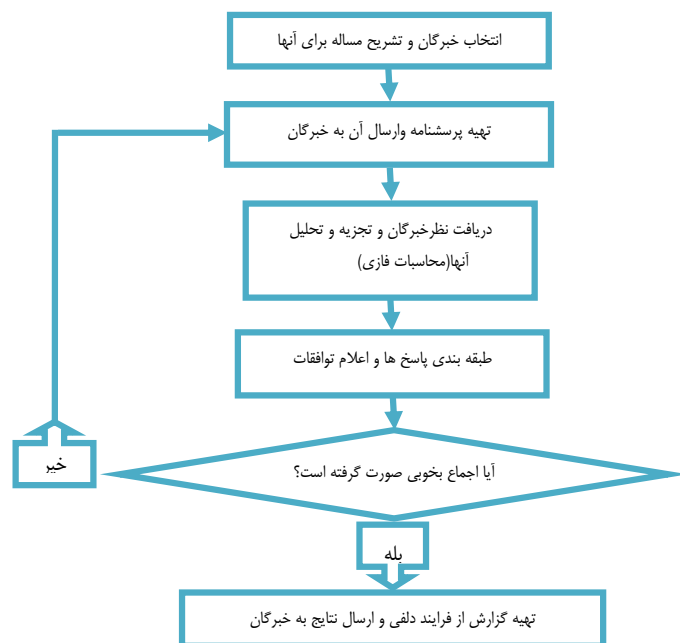 انتخاب خبرگان و تشریح مساله برای آنها
تهیه پرسشنامه وارسال آن به خبرگان
دریافت نظرخبرگان و تجزیه و تحلیل
آنها(محاسبات فازی)
طبقه بندی پاسخ ها و اعلام توافقات
آیا اجماع بخوبی صورت گرفته است؟
خیر
بله
تهیه گزارش از فرایند دلفی و ارسال نتایج به خبرگان